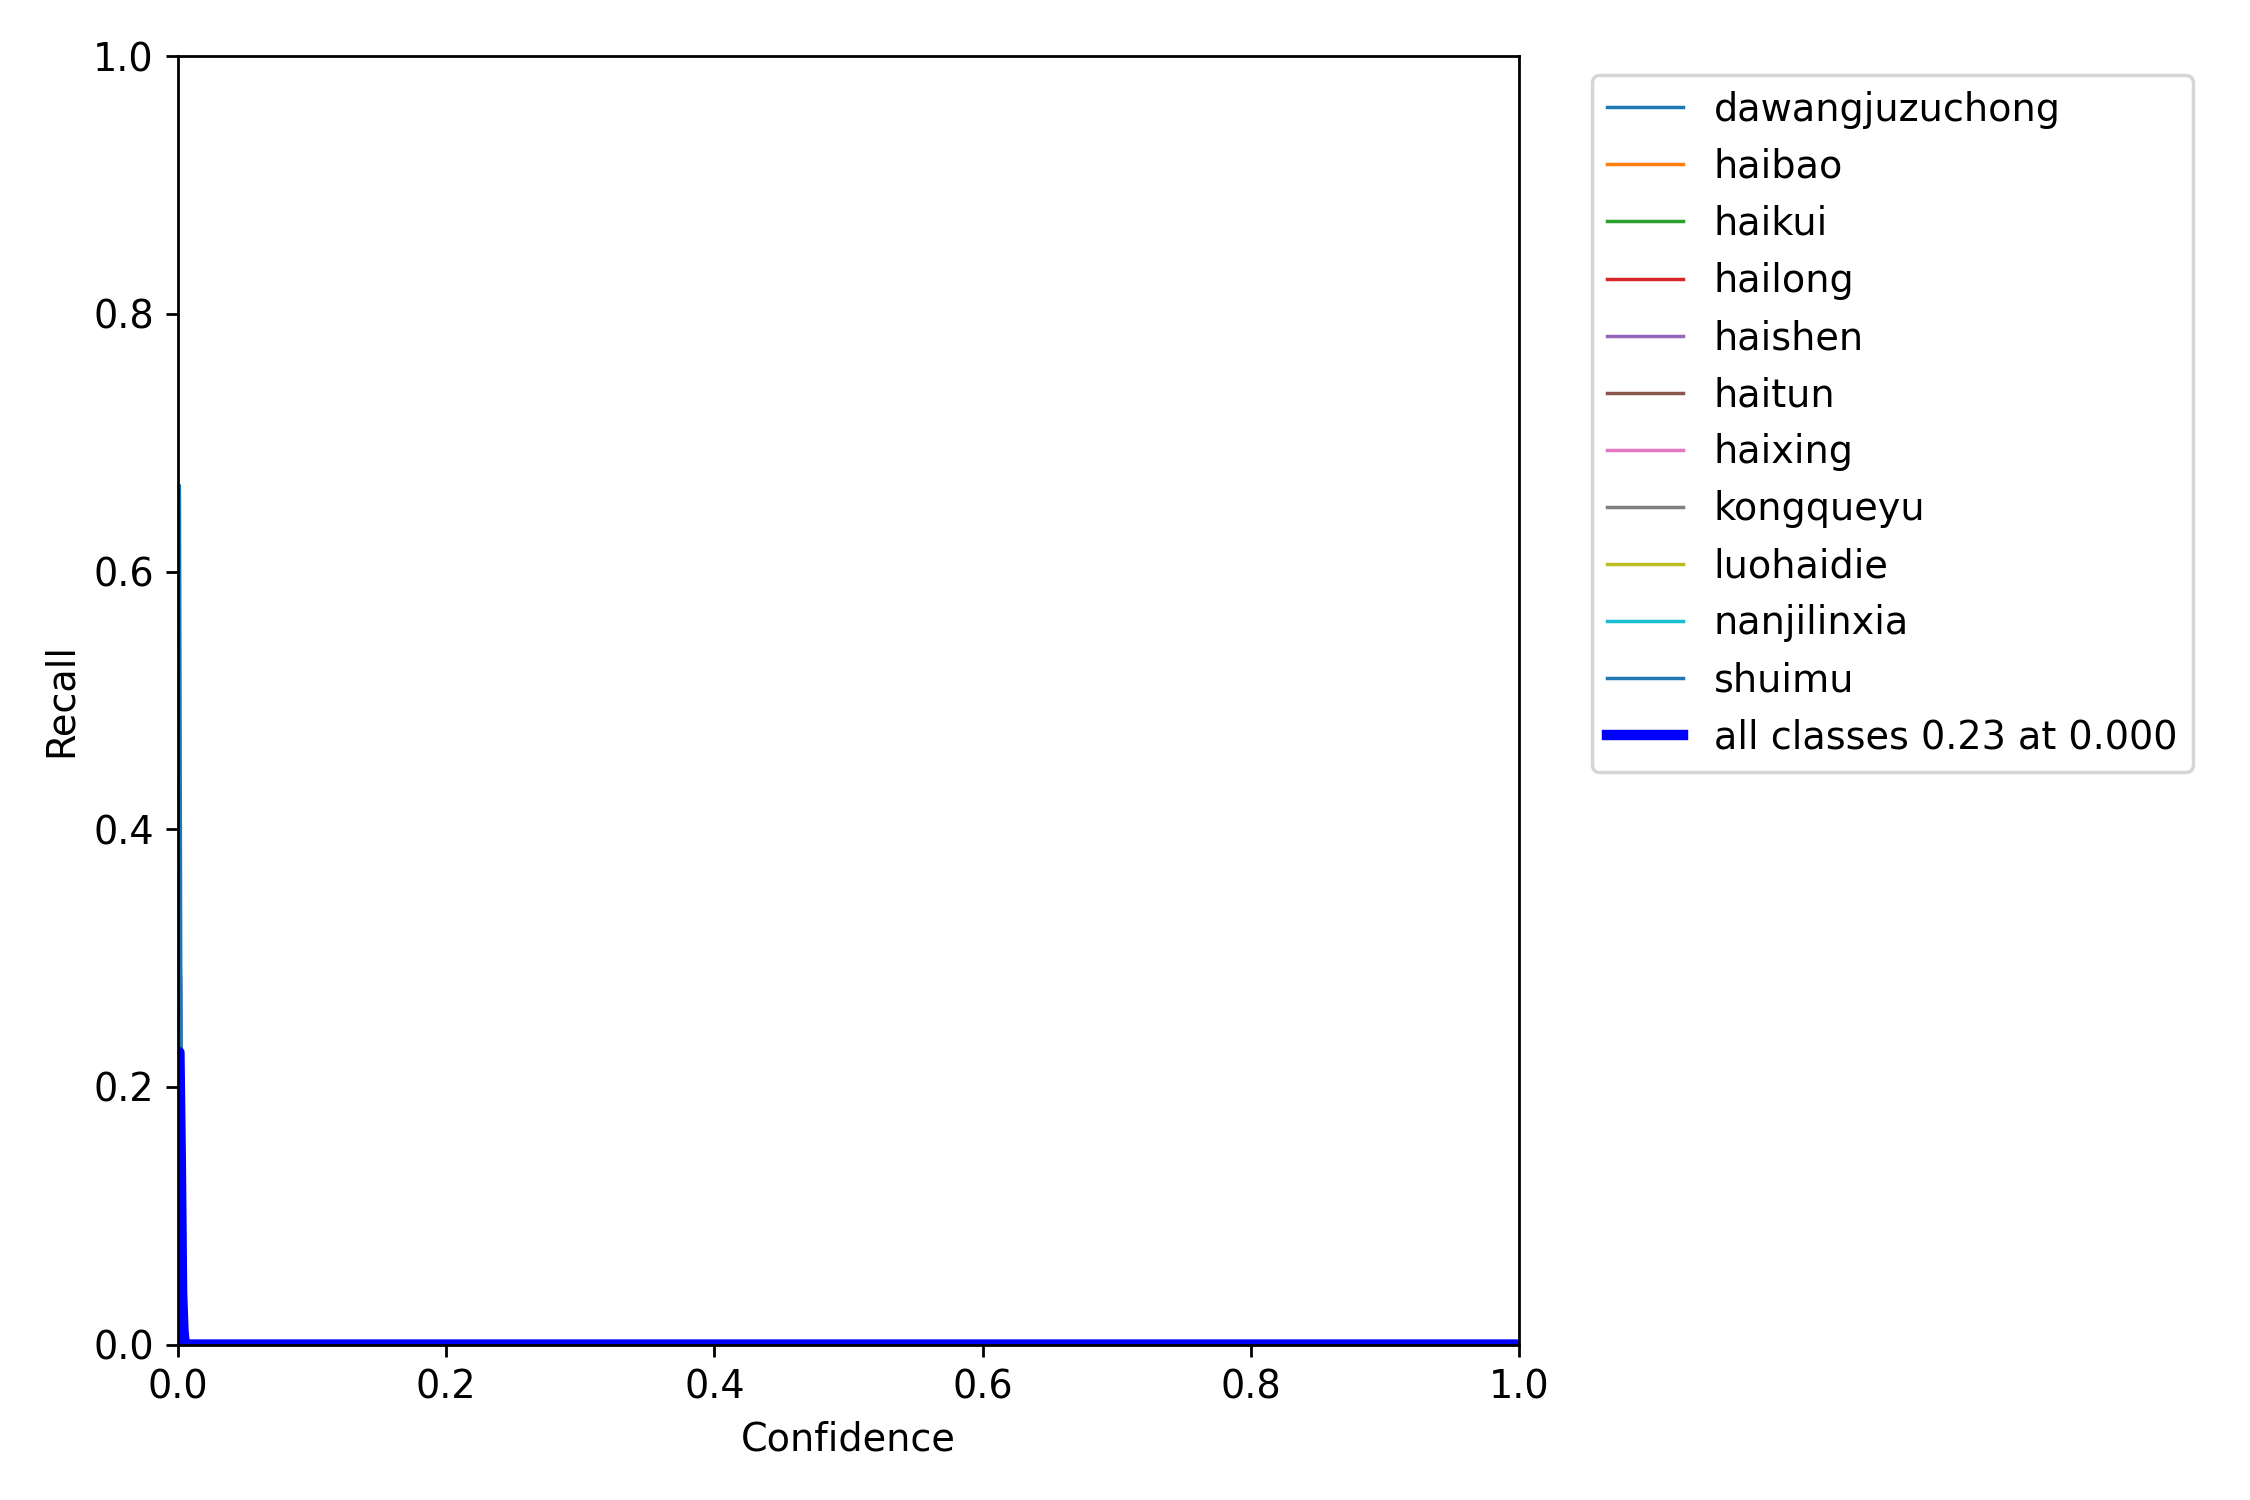 1.0
0.8
0.6
0.4
0.2
0.0
Recall
0.0 0.2 0.4 0.6 0.8 1.0
Confidence
dawangjuzuchong
haibao
haikui
hailong
haishen
haitun
haixing
kongqueyu
luohaidie
nanjilinxia
shuimu
all classes 0.23 at 0.000